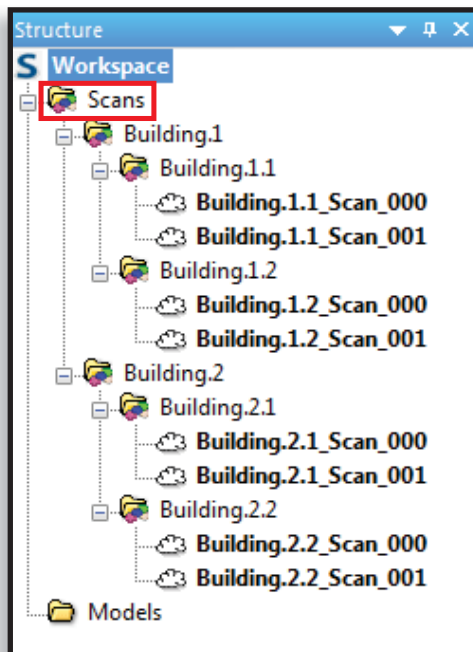 Structure
S Workspace
Scans
Building.1
Building.1.1
Building.1.1_Scan_000
Building.1.1_Scan_001
Building.1.2
Building.1.2_Scan_000
Building.1.2_Scan_001
Building.2
Building.2.1
Building.2.1_Scan_000
Building.2.1_Scan_001
Building.2.2
Building.2.2_Scan_000
Building.2.2_Scan_001
Models